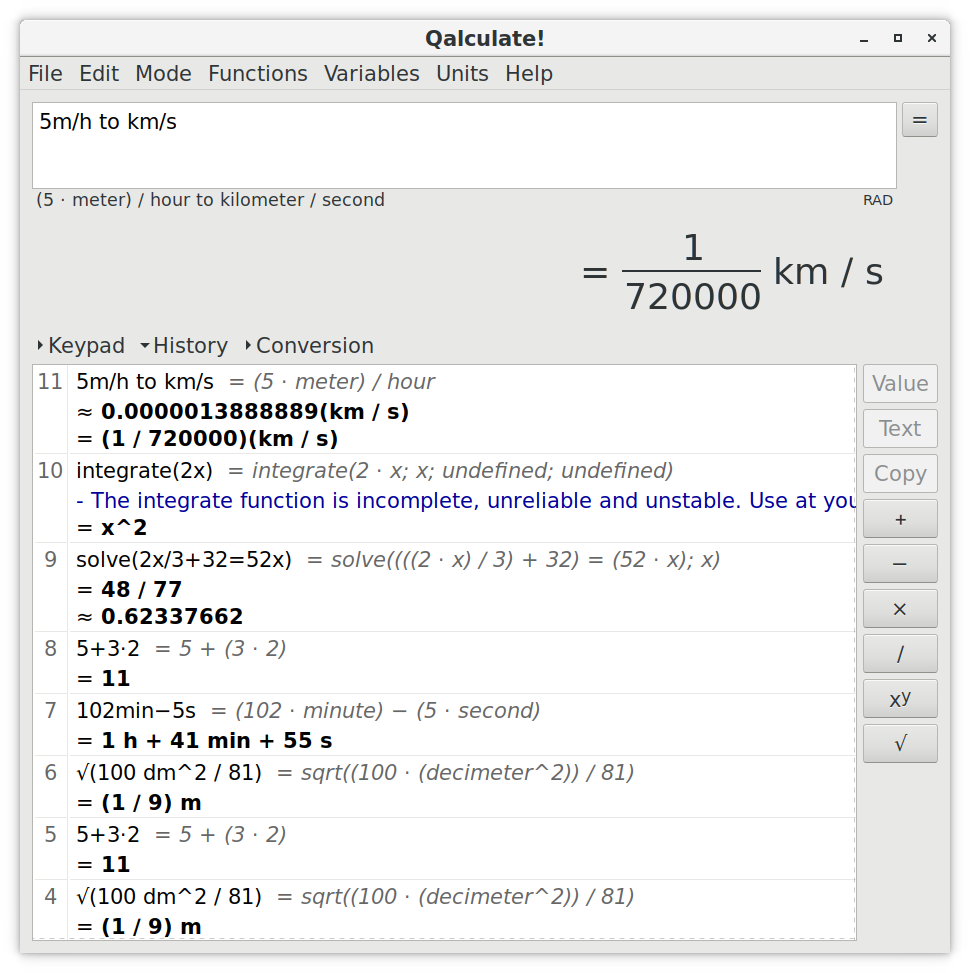 Qalculate!
File Edit Mode Functions Variables Units Help
5m/h to km/s
=
(5 · meter) / hour to kilometer / second
RAD
= 1/720000 km / s
Keypad History Conversion
11 5m/h to km/s = (5 · meter) / hour
≈ 0.0000013888889(km / s)
= (1 / 720000)(km / s)
10 integrate(2x) = integrate(2 · x; x; undefined; undefined)
- The integrate function is incomplete, unreliable and unstable. Use at you
= x^2
9 solve(2x/3+32=52x) = solve((((2 · x) / 3) + 32) = (52 · x); x)
= 48 / 77
≈ 0.62337662
8 5+3·2 = 5 + (3 · 2)
= 11
7 102min−5s = (102 · minute) − (5 · second)
= 1 h + 41 min + 55 s
6 √(100 dm^2 / 81) = sqrt((100 · (decimeter^2)) / 81)
= (1 / 9) m
5 5+3·2 = 5 + (3 · 2)
= 11
4 √(100 dm^2 / 81) = sqrt((100 · (decimeter^2)) / 81)
= (1 / 9) m
Value
Text
Copy
+
−
×
/
xʸ
√